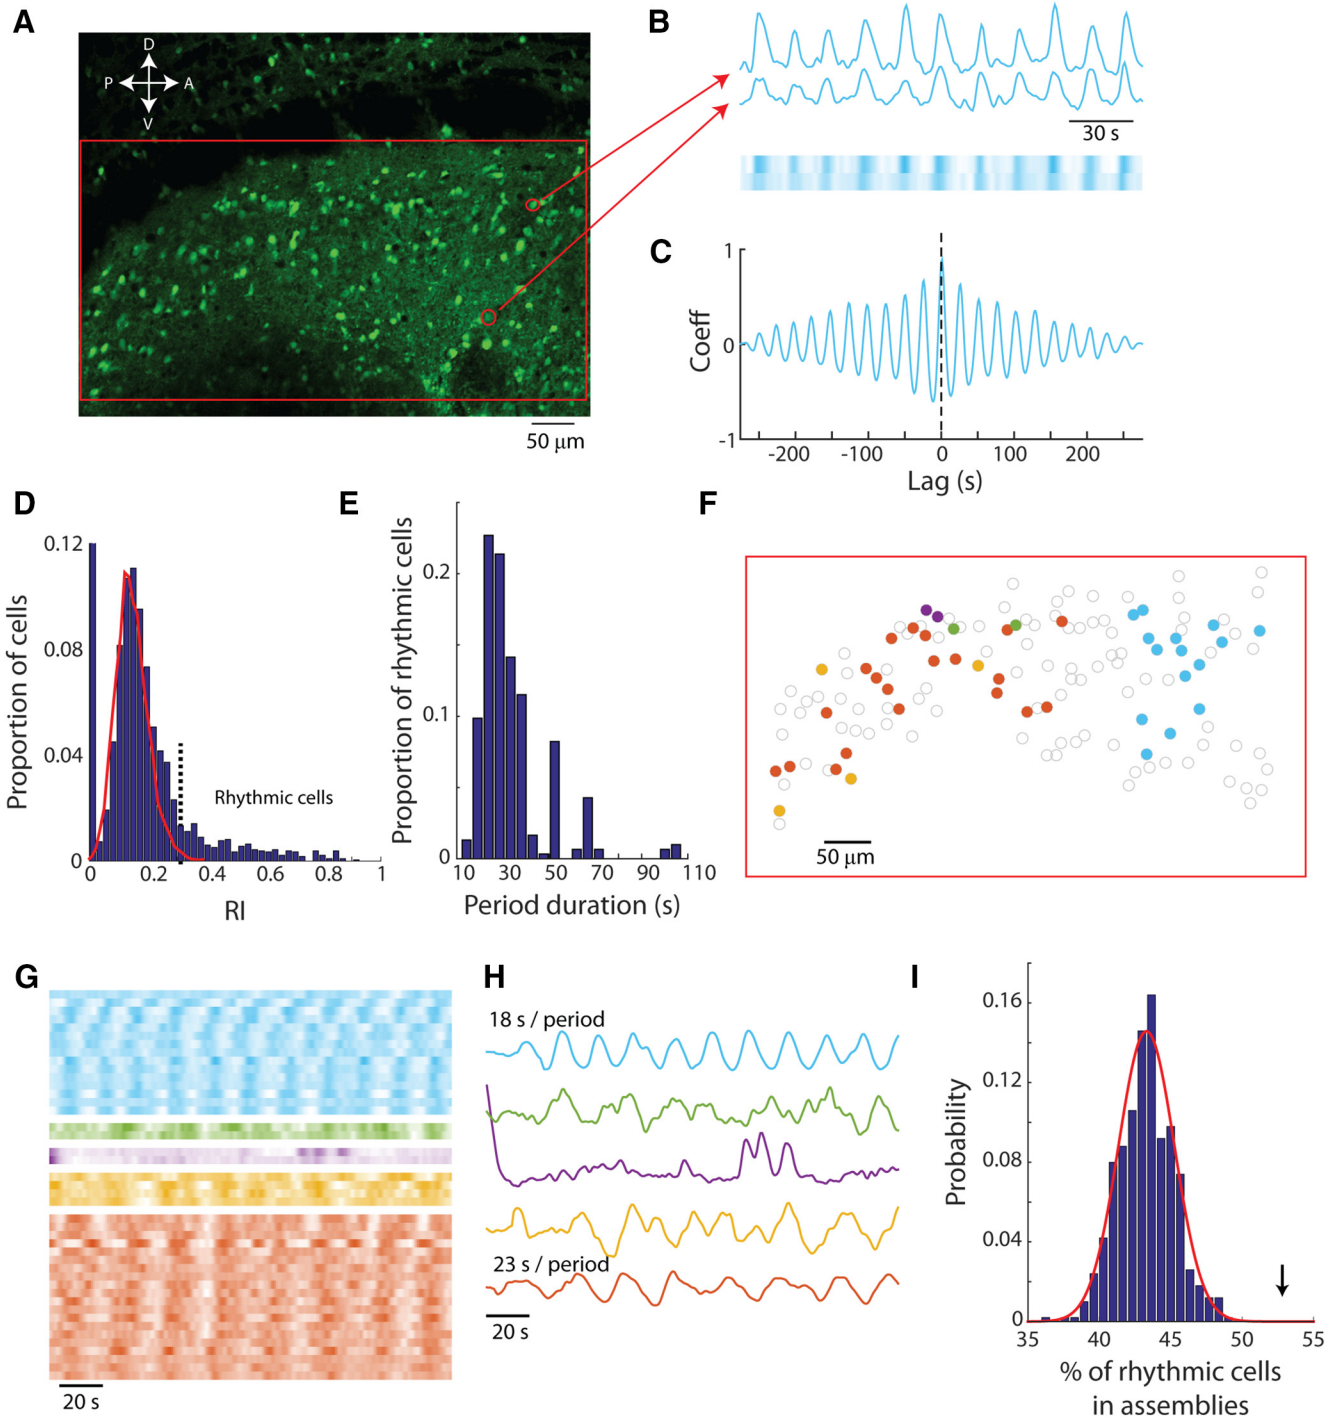 A
D
P
A
V
50 μm
B
30 s
C
1
Coeff
0
-1
-200
-100
0
100
200
Lag (s)
D
0.12
0.08
0.04
0
Proportion of cells
Rhythmic cells
0
0.2
0.4
0.6
0.8
1
RI
E
Proportion of rhythmic cells
0.2
0.1
0
10
30
50
70
90
110
Period duration (s)
F
50 μm
G
20 s
H
18 s / period
23 s / period
20 s
I
Probability
0.16
0.12
0.08
0.04
0
35
40
45
50
55
% of rhythmic cells
in assemblies